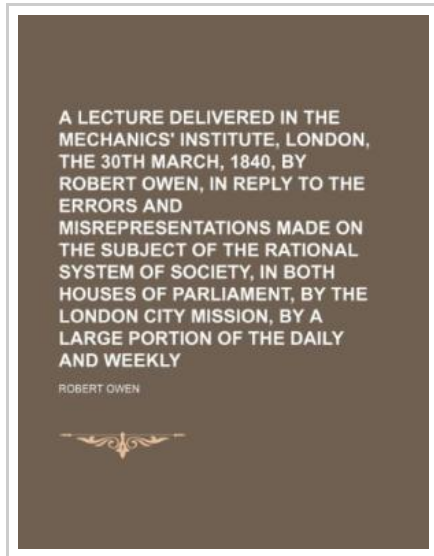 A LECTURE DELIVERED IN THE
MECHANICS' INSTITUTE, LONDON,
THE 30TH MARCH, 1840, BY
ROBERT OWEN, IN REPLY TO THE
ERRORS AND
MISREPRESENTATIONS MADE ON
THE SUBJECT OF THE RATIONAL
SYSTEM OF SOCIETY, IN BOTH
HOUSES OF PARLIAMENT, BY THE
LONDON CITY MISSION, BY A
LARGE PORTION OF THE DAILY
AND WEEKLY
ROBERT OWEN